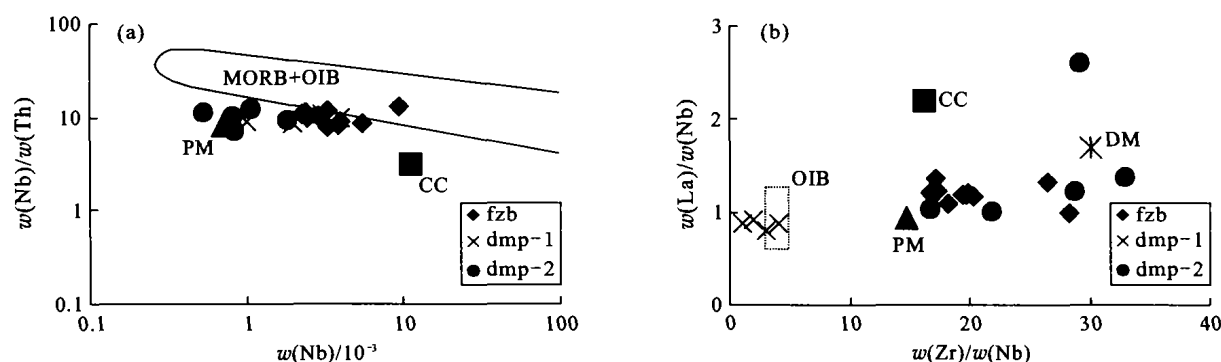 (a)
100
10
1
0.1
w(Nb)/w(Th)
MORB+OIB
PM
CC
fzb
dmp-1
dmp-2
0.1 1 10 100
w(Nb)/10⁻³
(b)
3
2
1
0
w(La)/w(Nb)
CC
DM
OIB
PM
fzb
dmp-1
dmp-2
0 10 20 30 40
w(Zr)/w(Nb)